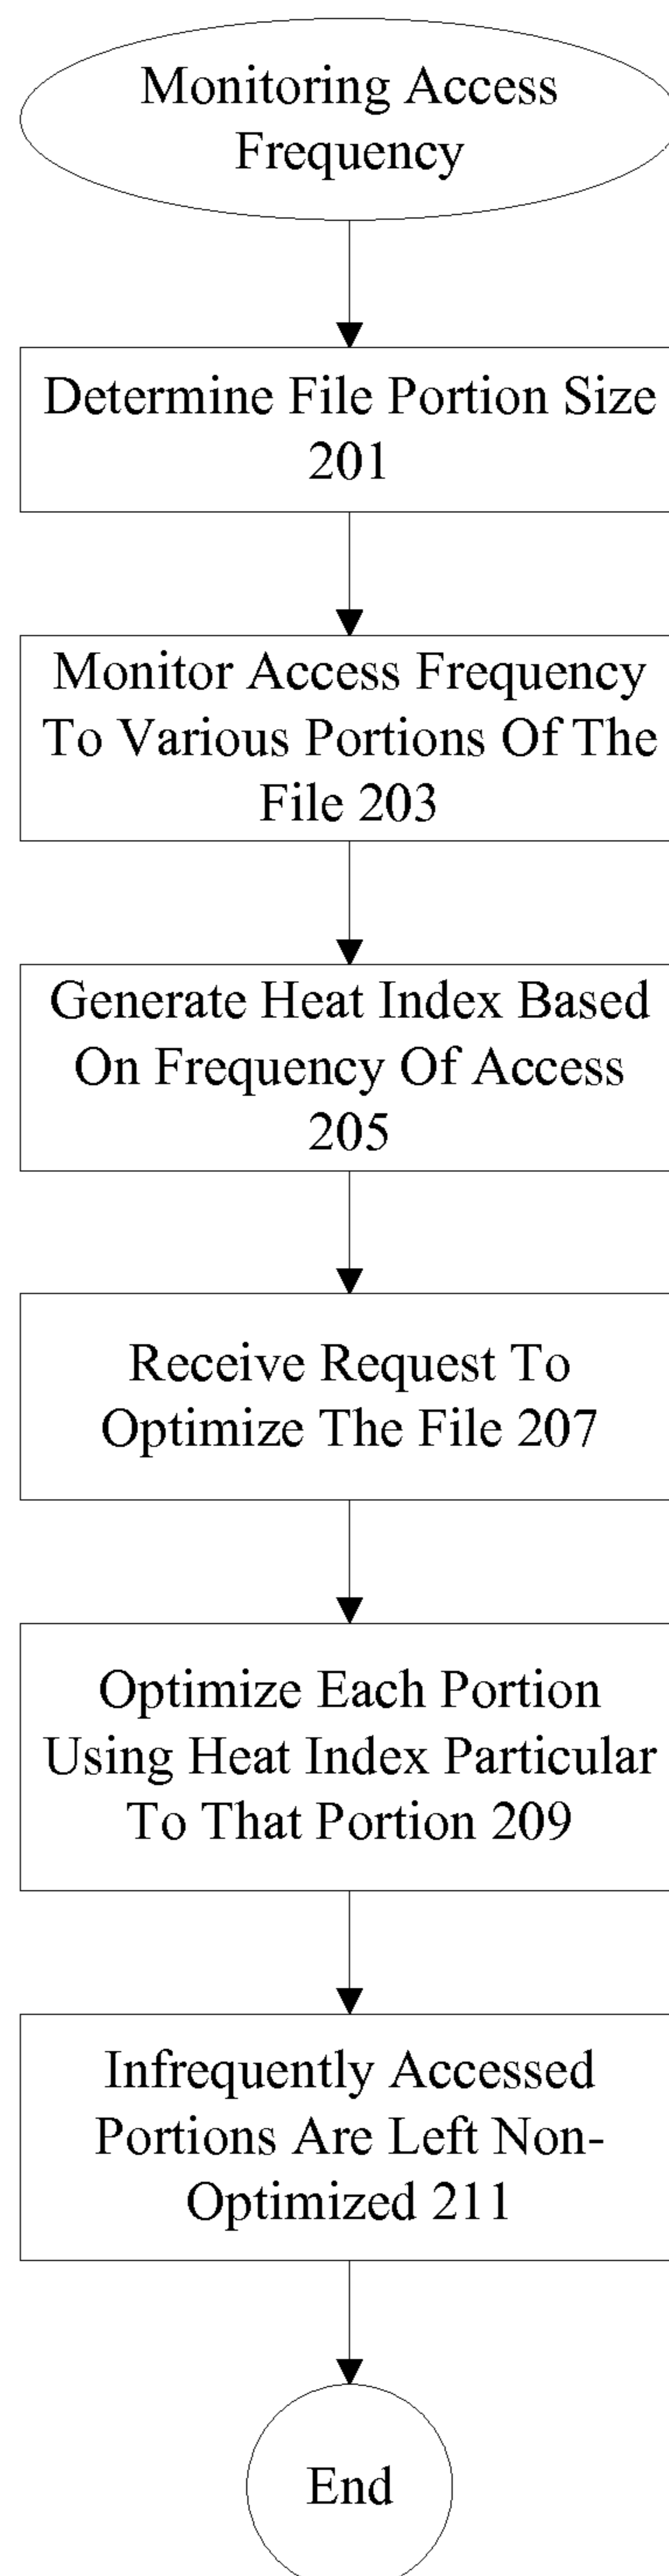 Monitoring Access
Frequency
Determine File Portion Size
201
Monitor Access Frequency
To Various Portions Of The
File 203
Generate Heat Index Based
On Frequency Of Access
205
Receive Request To
Optimize The File 207
Optimize Each Portion
Using Heat Index Particular
To That Portion 209
Infrequently Accessed
Portions Are Left Non-
Optimized 211
End